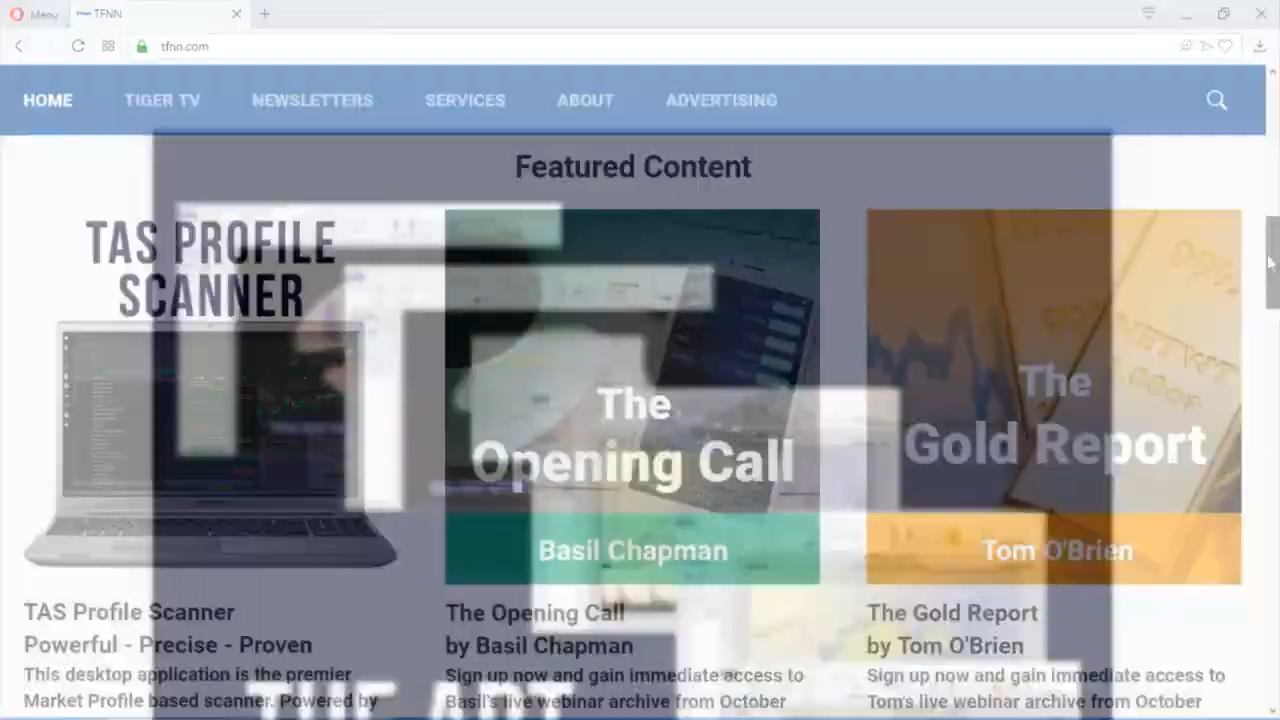 Menu
TFNN
tfnn.com
HOME
TIGER TV
NEWSLETTERS
SERVICES
ABOUT
ADVERTISING
Featured Content
TAS PROFILE
SCANNER
The
Opening Call
Basil Chapman
The
Gold Report
Tom O'Brien
TAS Profile Scanner
Powerful - Precise - Proven
This desktop application is the premier
Market Profile based scanner. Powered by
The Opening Call
by Basil Chapman
Sign up now and gain immediate access to
Basil's live webinar archive from October
The Gold Report
by Tom O'Brien
Sign up now and gain immediate access to
Tom's live webinar archive from October